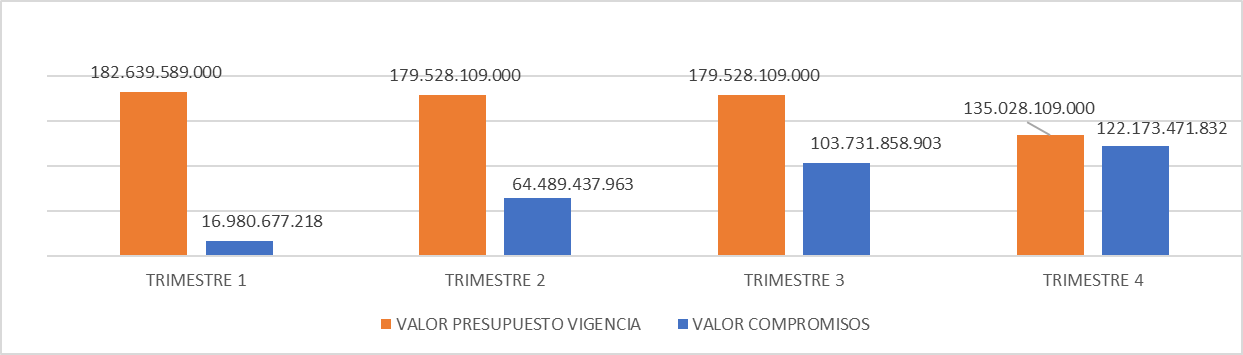 182.639.589.000
179.528.109.000
179.528.109.000
135.028.109.000
122.173.471.832
103.731.858.903
64.489.437.963
16.980.677.218
TRIMESTRE 1
TRIMESTRE 2
TRIMESTRE 3
TRIMESTRE 4
VALOR PRESUPUESTO VIGENCIA
VALOR COMPROMISOS